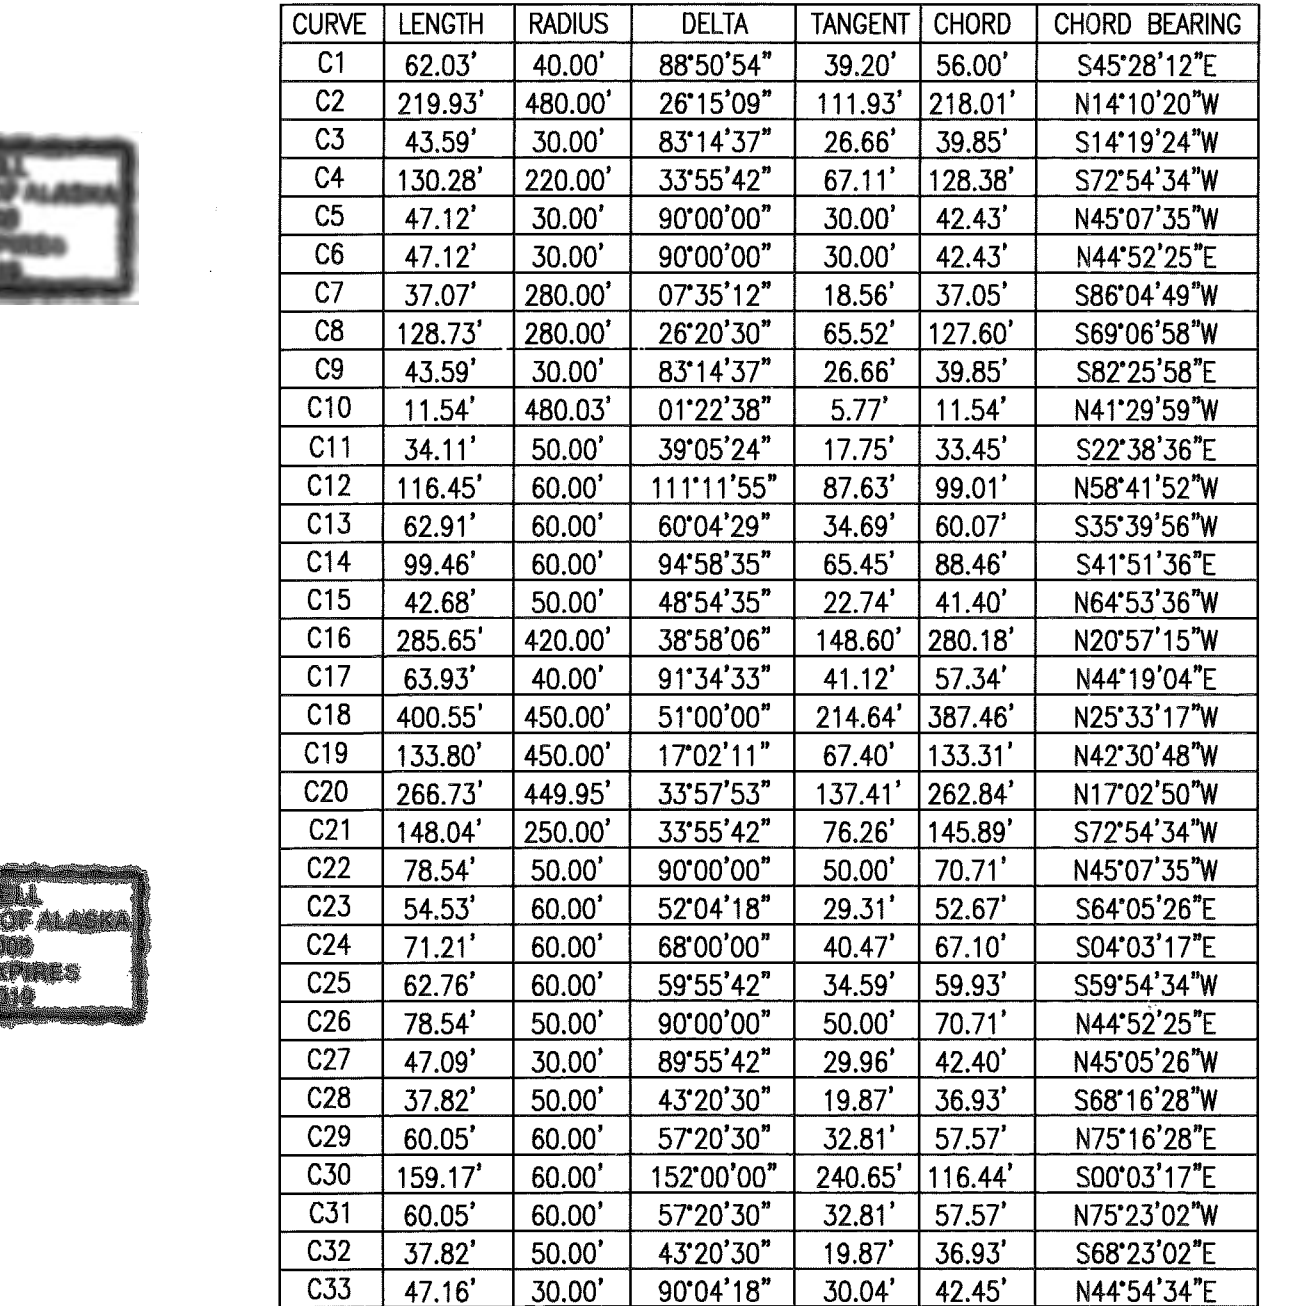 CURVE LENGTH RADIUS DELTA TANGENT CHORD CHORD BEARING
C1 62.03' 40.00' 88°50'54" 39.20' 56.00' S45°28'12"E
C2 219.93' 480.00' 26°15'09" 111.93' 218.01' N14°10'20"W
C3 43.59' 30.00' 83°14'37" 26.66' 39.85' S14°19'24"W
C4 130.28' 220.00' 33°55'42" 67.11' 128.38' S72°54'34"W
C5 47.12' 30.00' 90°00'00" 30.00' 42.43' N45°07'35"W
C6 47.12' 30.00' 90°00'00" 30.00' 42.43' N44°52'25"E
C7 37.07' 280.00' 07°35'12" 18.56' 37.05' S86°04'49"W
C8 128.73' 280.00' 26°20'30" 65.52' 127.60' S69°06'58"W
C9 43.59' 30.00' 83°14'37" 26.66' 39.85' S82°25'58"E
C10 11.54' 480.03' 01°22'38" 5.77' 11.54' N41°29'59"W
C11 34.11' 50.00' 39°05'24" 17.75' 33.45' S22°38'36"E
C12 116.45' 60.00' 111°11'55" 87.63' 99.01' N58°41'52"W
C13 62.91' 60.00' 60°04'29" 34.69' 60.07' S35°39'56"W
C14 99.46' 60.00' 94°58'35" 65.45' 88.46' S41°51'36"E
C15 42.68' 50.00' 48°54'35" 22.74' 41.40' N64°53'36"W
C16 285.65' 420.00' 38°58'06" 148.60' 280.18' N20°57'15"W
C17 63.93' 40.00' 91°34'33" 41.12' 57.34' N44°19'04"E
C18 400.55' 450.00' 51°00'00" 214.64' 387.46' N25°33'17"W
C19 133.80' 450.00' 17°02'11" 67.40' 133.31' N42°30'48"W
C20 266.73' 449.95' 33°57'53" 137.41' 262.84' N17°02'50"W
C21 148.04' 250.00' 33°55'42" 76.26' 145.89' S72°54'34"W
C22 78.54' 50.00' 90°00'00" 50.00' 70.71' N45°07'35"W
C23 54.53' 60.00' 52°04'18" 29.31' 52.67' S64°05'26"E
C24 71.21' 60.00' 68°00'00" 40.47' 67.10' S04°03'17"E
C25 62.76' 60.00' 59°55'42" 34.59' 59.93' S59°54'34"W
C26 78.54' 50.00' 90°00'00" 50.00' 70.71' N44°52'25"E
C27 47.09' 30.00' 89°55'42" 29.96' 42.40' N45°05'26"W
C28 37.82' 50.00' 43°20'30" 19.87' 36.93' S68°16'28"W
C29 60.05' 60.00' 57°20'30" 32.81' 57.57' N75°16'28"E
C30 159.17' 60.00' 152°00'00" 240.65' 116.44' S00°03'17"E
C31 60.05' 60.00' 57°20'30" 32.81' 57.57' N75°23'02"W
C32 37.82' 50.00' 43°20'30" 19.87' 36.93' S68°23'02"E
C33 47.16' 30.00' 90°04'18" 30.04' 42.45' N44°54'34"E
OF ALASKA
OF ALASKA